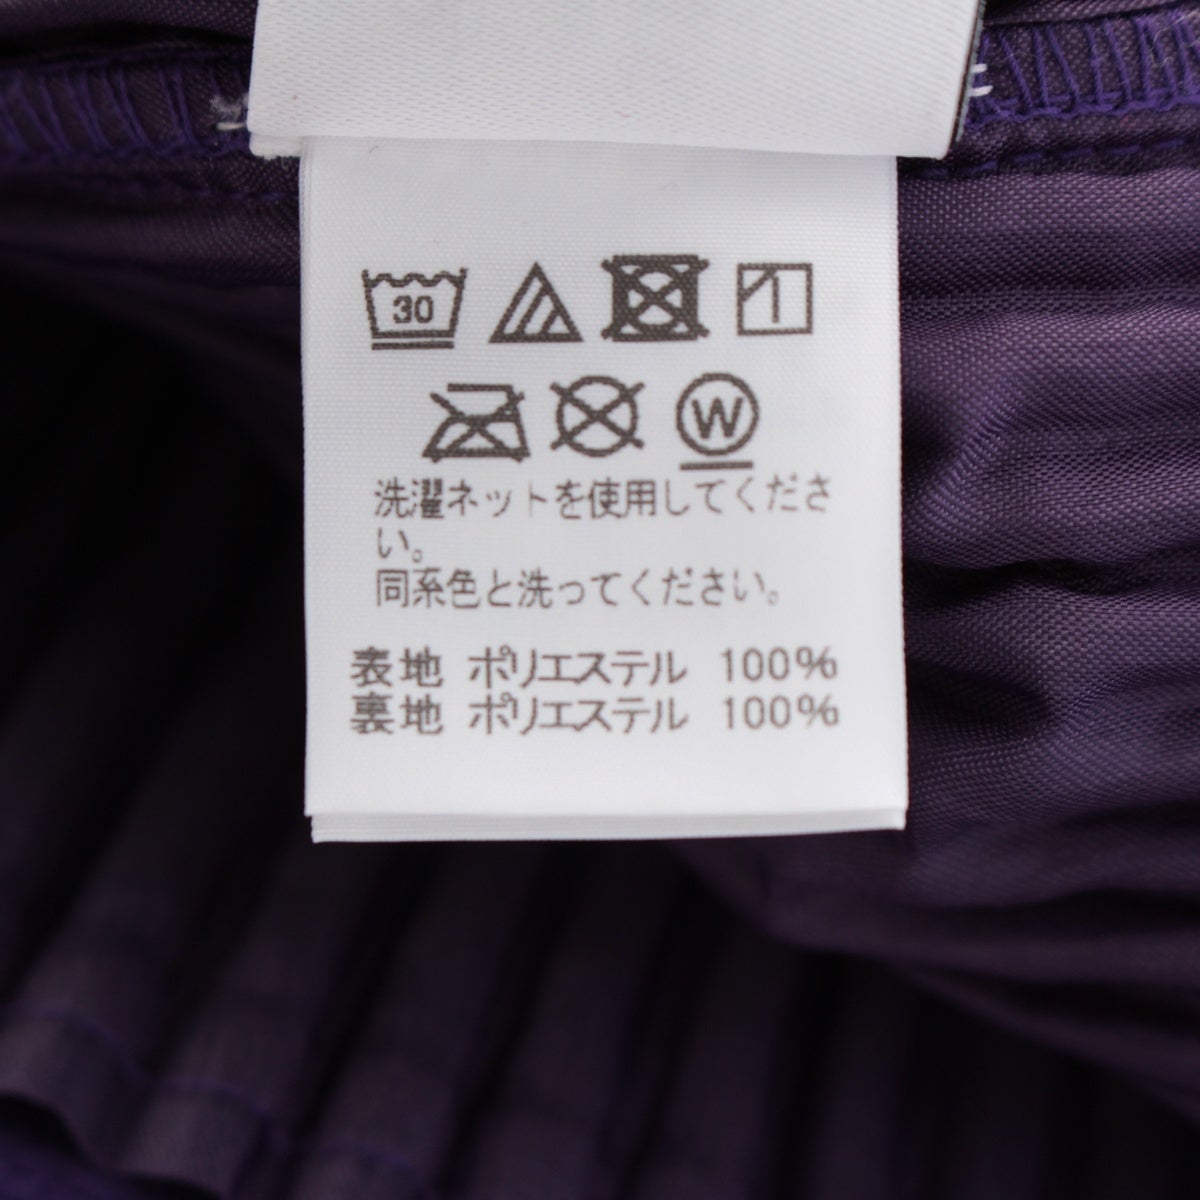 30
W
洗濯ネットを使用してくださ
い。
同系色と洗ってください。
表地 ポリエステル 100%
裏地 ポリエステル 100%